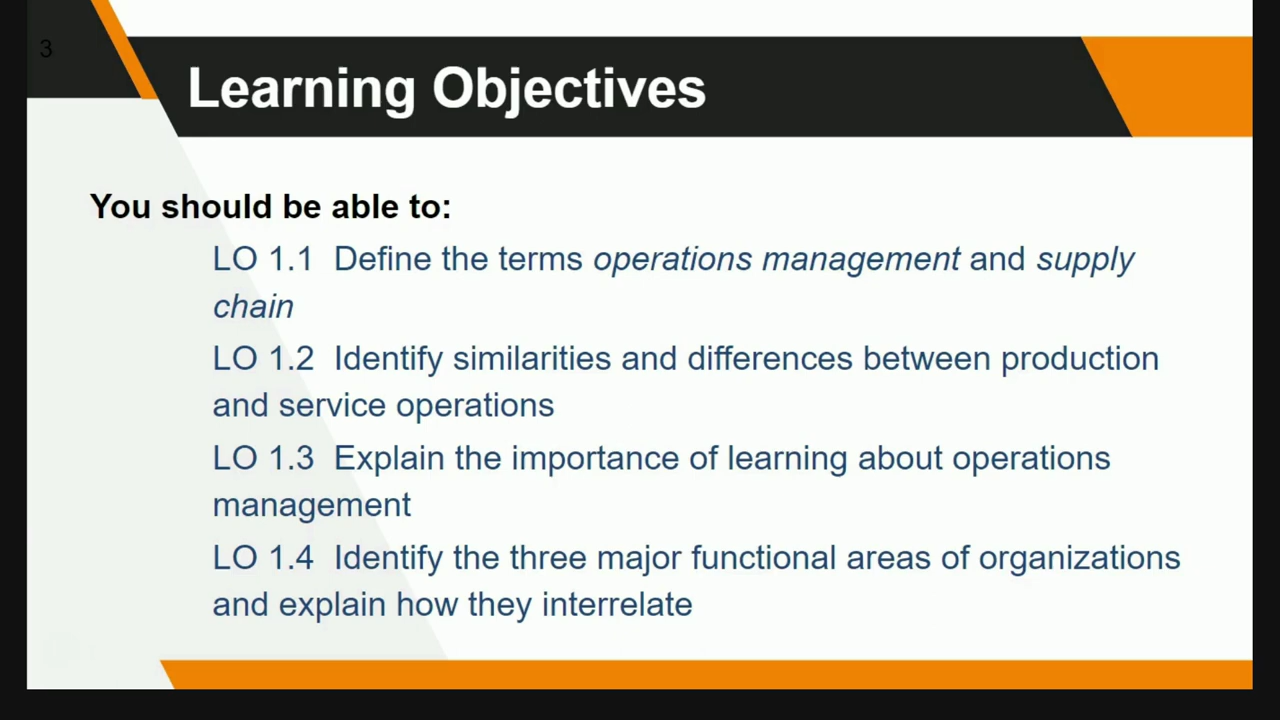 3
Learning Objectives
You should be able to:
LO 1.1 Define the terms operations management and supply
chain
LO 1.2 Identify similarities and differences between production
and service operations
LO 1.3 Explain the importance of learning about operations
management
LO 1.4 Identify the three major functional areas of organizations
and explain how they interrelate